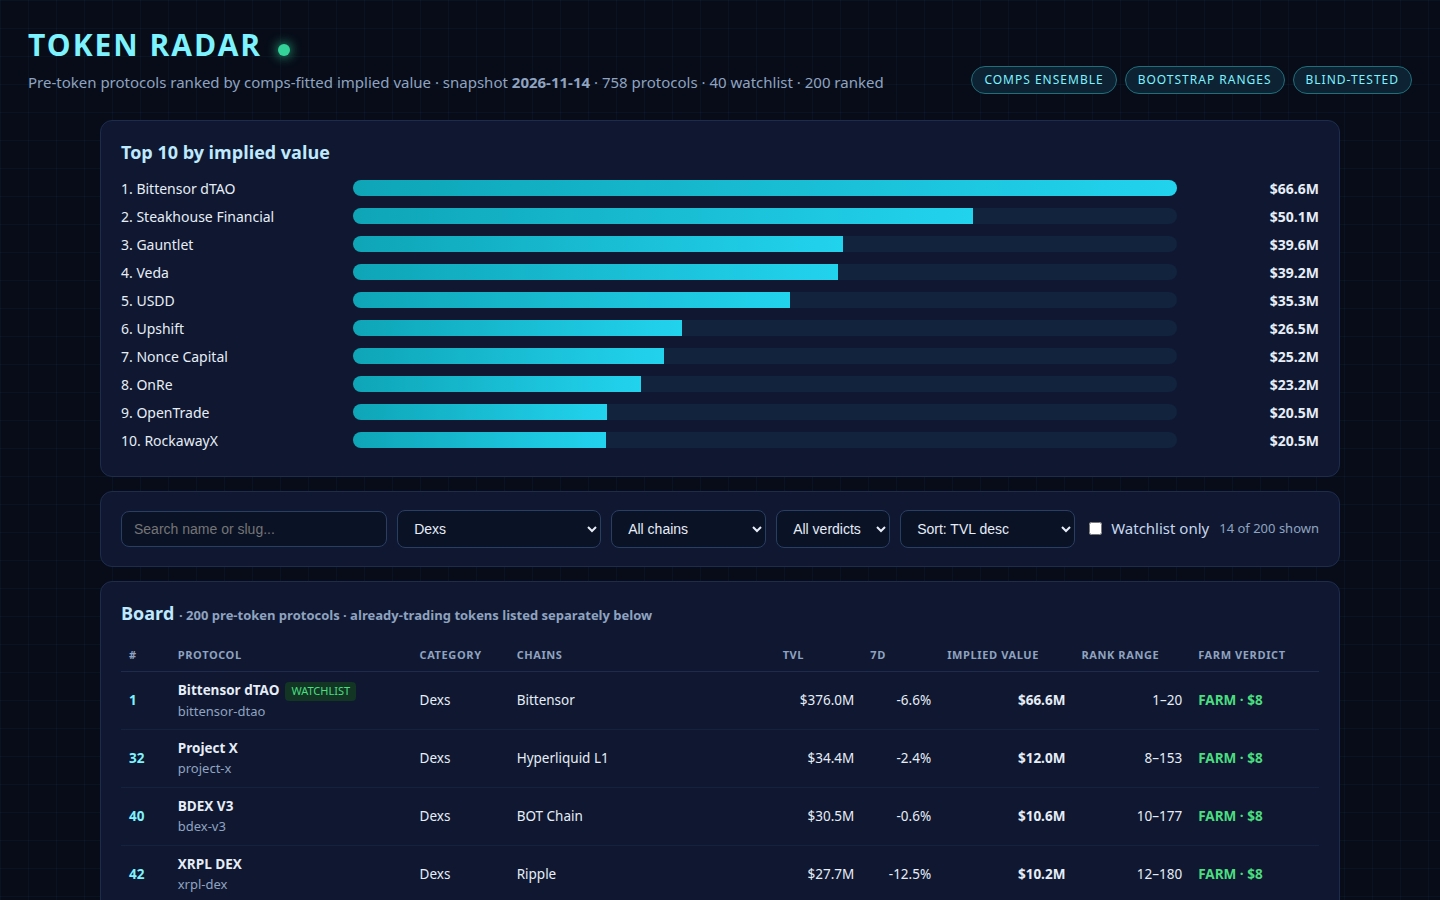 TOKEN RADAR
Pre-token protocols ranked by comps-fitted implied value · snapshot 2026-11-14 · 758 protocols · 40 watchlist · 200 ranked
COMPS ENSEMBLE
BOOTSTRAP RANGES
BLIND-TESTED
Top 10 by implied value
1. Bittensor dTAO $66.6M
2. Steakhouse Financial $50.1M
3. Gauntlet $39.6M
4. Veda $39.2M
5. USDD $35.3M
6. Upshift $26.5M
7. Nonce Capital $25.2M
8. OnRe $23.2M
9. OpenTrade $20.5M
10. RockawayX $20.5M
Search name or slug... Dexs All chains All verdicts Sort: TVL desc Watchlist only 14 of 200 shown
Board · 200 pre-token protocols · already-trading tokens listed separately below
# PROTOCOL CATEGORY CHAINS TVL 7D IMPLIED VALUE RANK RANGE FARM VERDICT
1 Bittensor dTAO WATCHLIST Dexs Bittensor $376.0M -6.6% $66.6M 1–20 FARM · $8
bittensor-dtao
32 Project X Dexs Hyperliquid L1 $34.4M -2.4% $12.0M 8–153 FARM · $8
project-x
40 BDEX V3 Dexs BOT Chain $30.5M -0.6% $10.6M 10–177 FARM · $8
bdex-v3
42 XRPL DEX Dexs Ripple $27.7M -12.5% $10.2M 12–180 FARM · $8
xrpl-dex